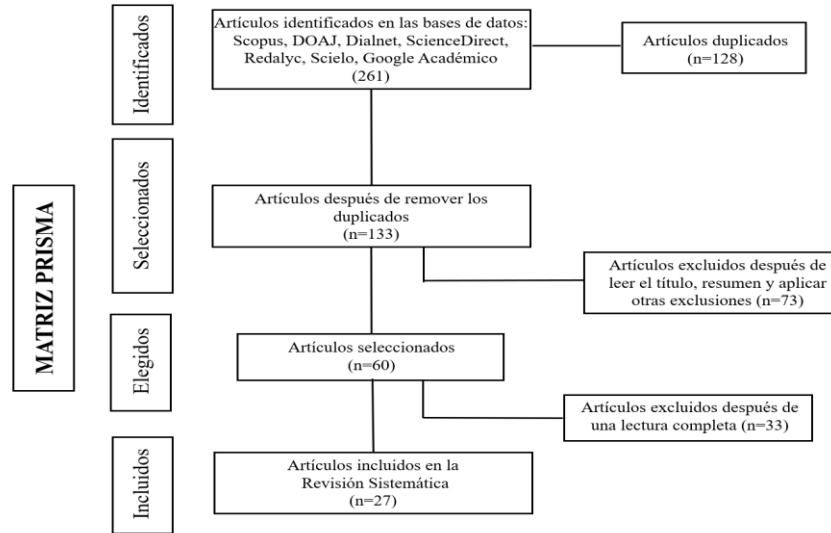 MATRIZ PRISMA
Identificados
Artículos identificados en las bases de datos:
Scopus, DOAJ, Dialnet, ScienceDirect,
Redalyc, Scielo, Google Académico
(261)
Artículos duplicados
(n=128)
Seleccionados
Artículos después de remover los
duplicados
(n=133)
Artículos excluidos después de
leer el título, resumen y aplicar
otras exclusiones (n=73)
Elegidos
Artículos seleccionados
(n=60)
Artículos excluidos después de
una lectura completa (n=33)
Incluidos
Artículos incluidos en la
Revisión Sistemática
(n=27)